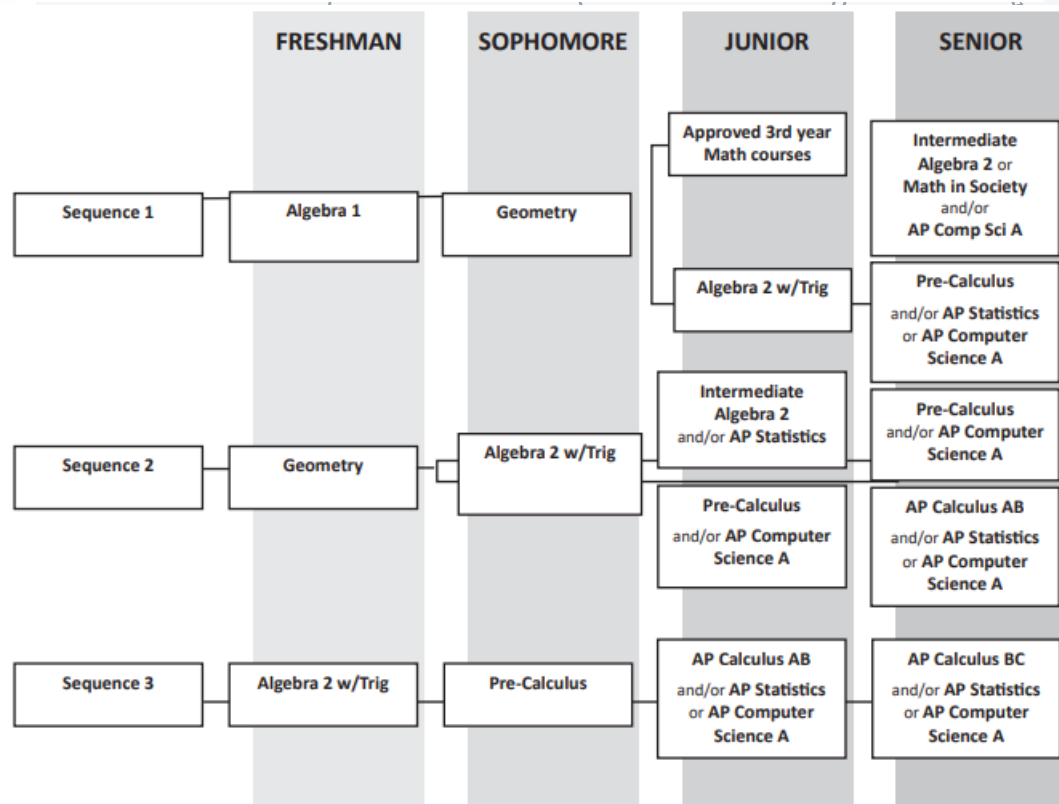 FRESHMAN
SOPHOMORE
JUNIOR
SENIOR
Sequence 1
Algebra 1
Geometry
Approved 3rd year
Math courses
Intermediate
Algebra 2 or
Math in Society
and/or
AP Comp Sci A
Algebra 2 w/Trig
Pre-Calculus
and/or AP Statistics
or AP Computer
Science A
Sequence 2
Geometry
Algebra 2 w/Trig
Intermediate
Algebra 2
and/or AP Statistics
Pre-Calculus
and/or AP Computer
Science A
Pre-Calculus
and/or AP Computer
Science A
AP Calculus AB
and/or AP Statistics
or AP Computer
Science A
Sequence 3
Algebra 2 w/Trig
Pre-Calculus
AP Calculus AB
and/or AP Statistics
or AP Computer
Science A
AP Calculus BC
and/or AP Statistics
or AP Computer
Science A